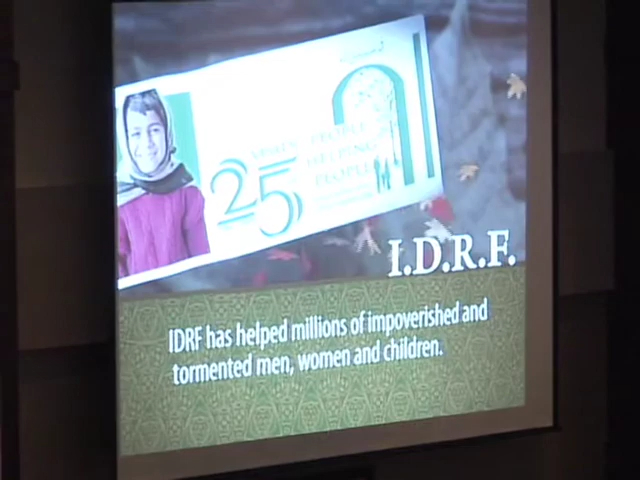 25 YEARS
PEOPLE
HELPING
PEOPLE
I.D.R.F.
IDRF has helped millions of impoverished and
tormented men, women and children.